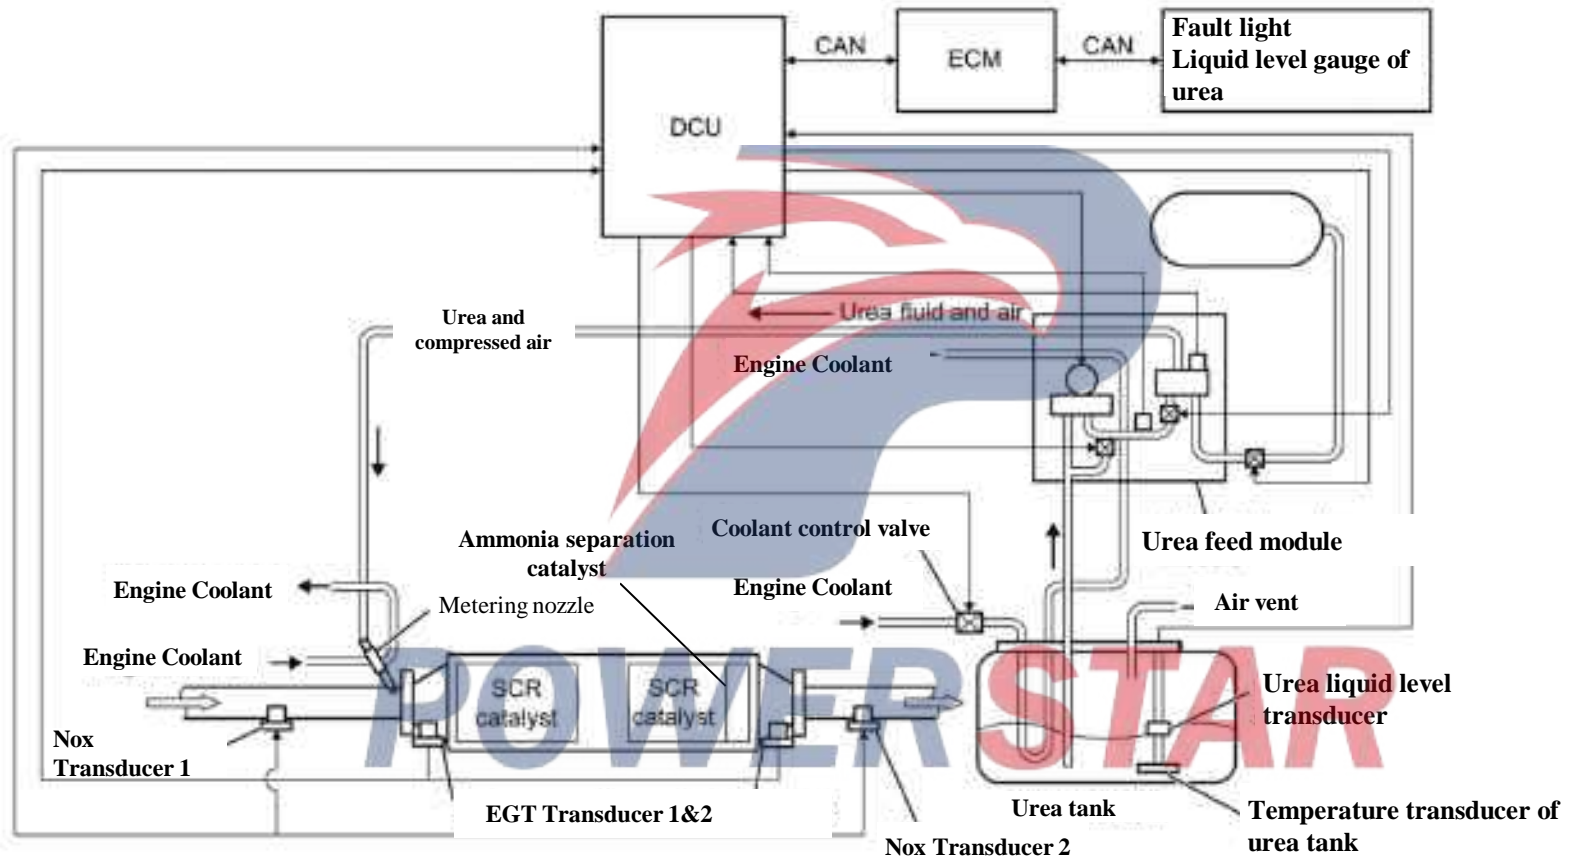 CAN
ECM
CAN
Fault light
Liquid level gauge of
urea
DCU
Urea fluid and air
Urea and
compressed air
Engine Coolant
Ammonia separation
catalyst
Coolant control valve
Urea feed module
Engine Coolant
Metering nozzle
Engine Coolant
Air vent
Engine Coolant
POWERSTAR
SCR
catalyst
SCR
catalyst
Urea liquid level
transducer
Nox
Transducer 1
EGT Transducer 1&2
Urea tank
Temperature transducer of
urea tank
Nox Transducer 2